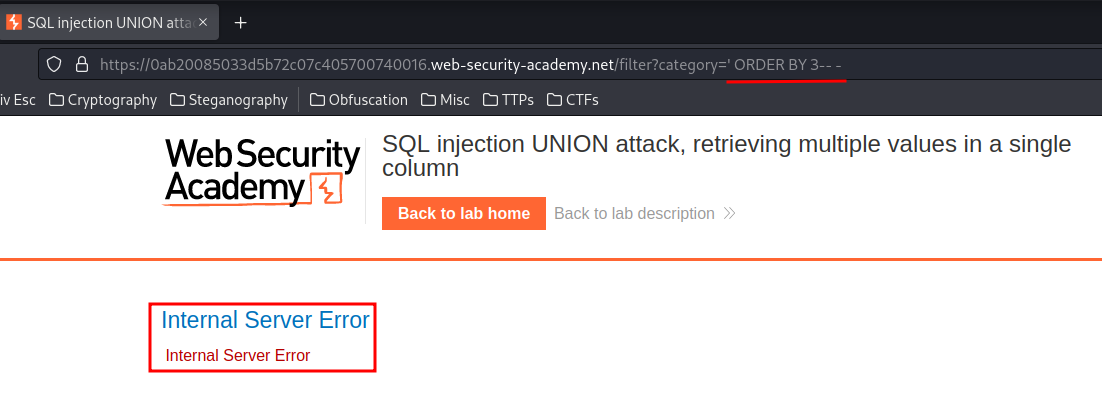 SQL injection UNION atta
https://0ab20085033d5b72c07c405700740016.web-security-academy.net/filter?category=' ORDER BY 3-- -
iv Esc Cryptography Steganography Obfuscation Misc TTPs CTFs
Web Security
Academy
SQL injection UNION attack, retrieving multiple values in a single
column
Back to lab home Back to lab description
Internal Server Error
Internal Server Error